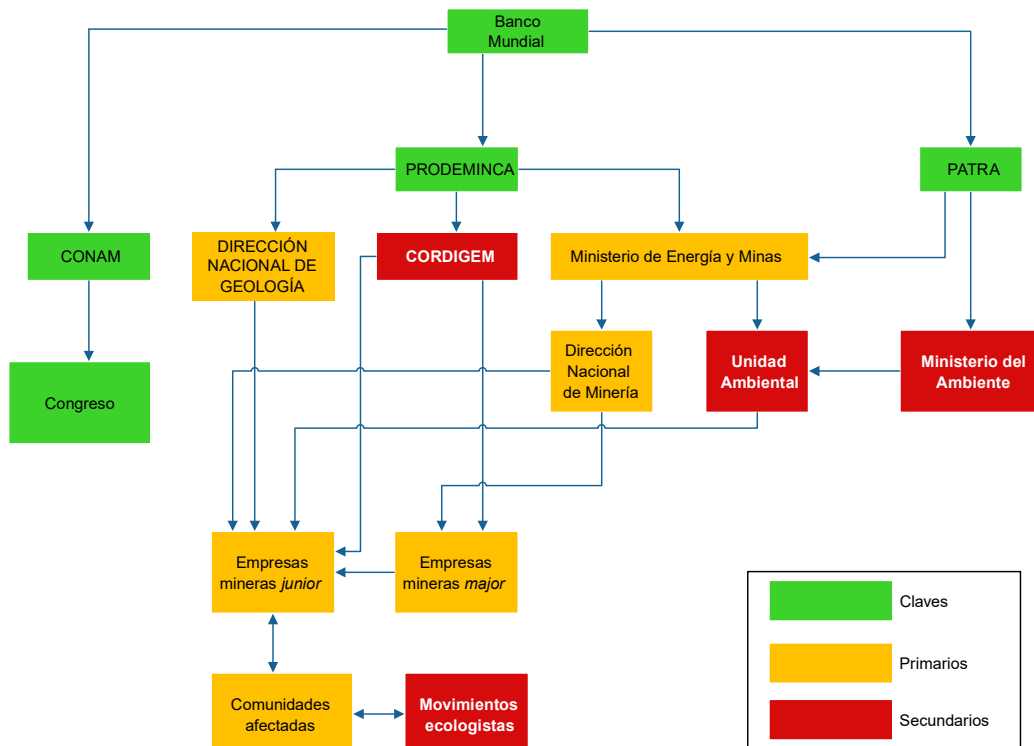 Banco
Mundial
PRODEMINCA
PATRA
CONAM
DIRECCIÓN
NACIONAL DE
GEOLOGÍA
CORDIGEM
Ministerio de Energía y Minas
Congreso
Dirección
Nacional
de Minería
Unidad
Ambiental
Ministerio del
Ambiente
Empresas
mineras junior
Empresas
mineras major
Comunidades
afectadas
Movimientos
ecologistas
Claves
Primarios
Secundarios